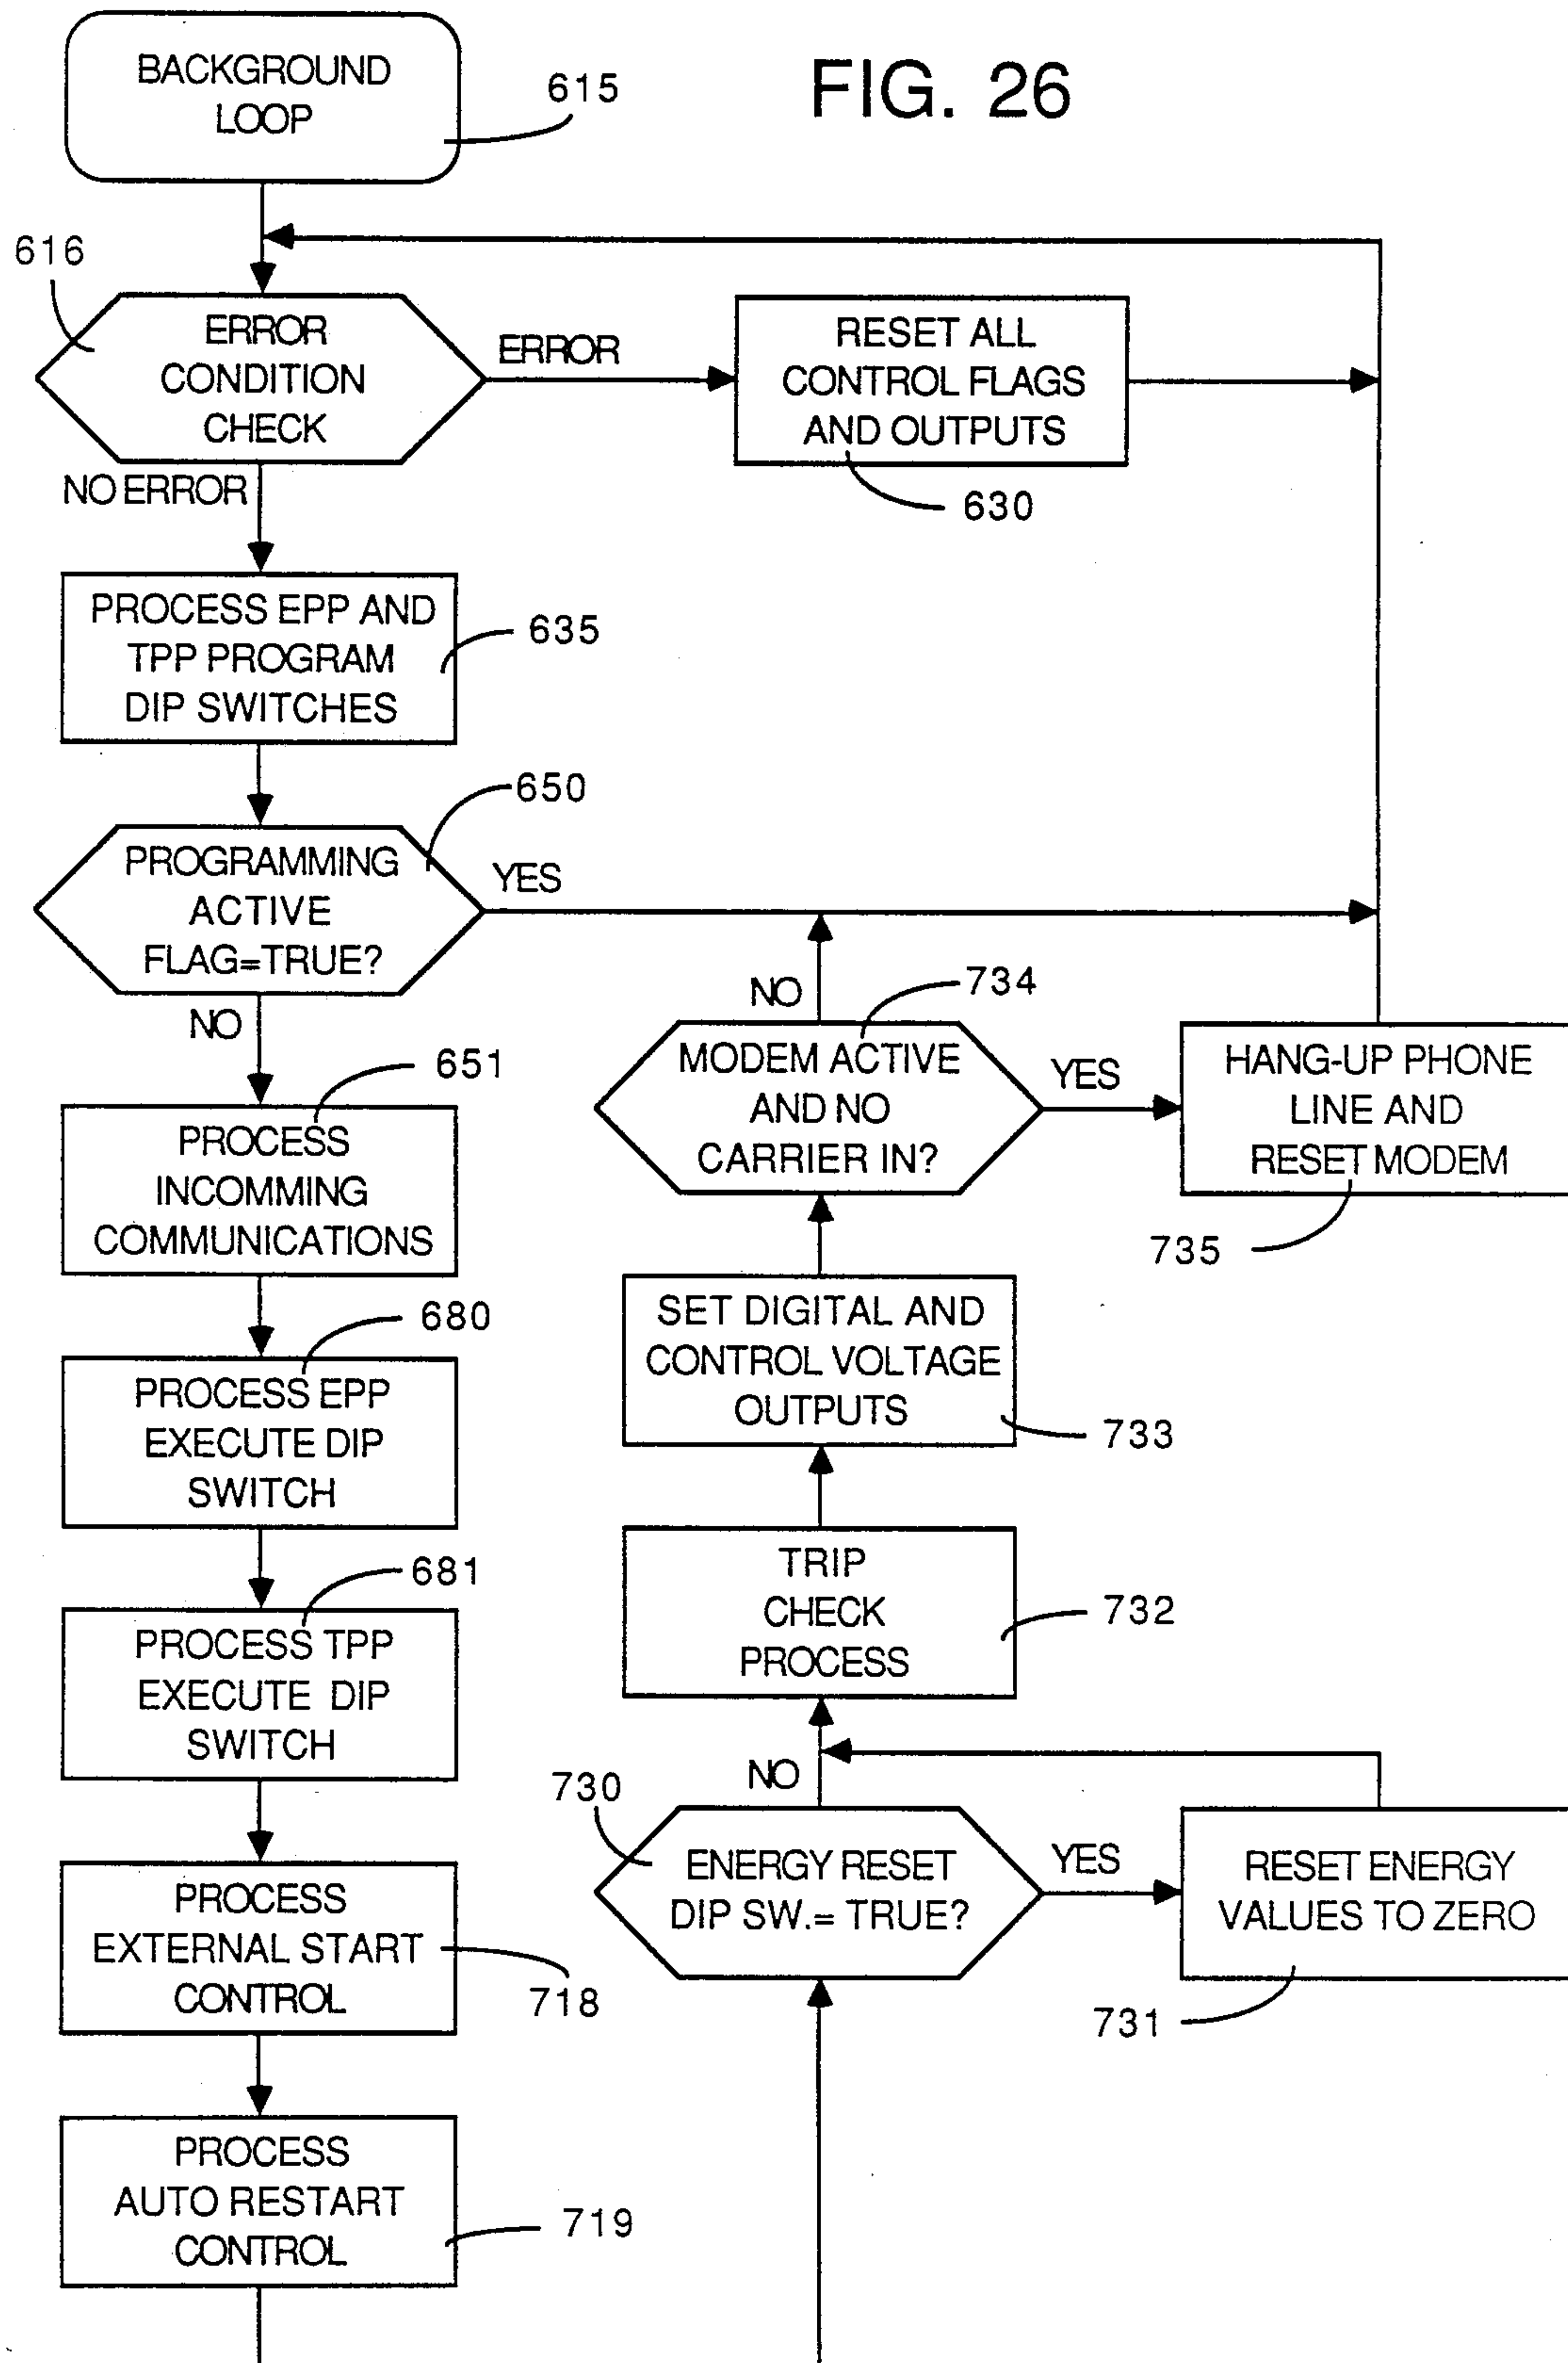 BACKGROUND
LOOP
615
FIG. 26
616
ERROR
CONDITION
CHECK
ERROR
RESET ALL
CONTROL FLAGS
AND OUTPUTS
630
NO ERROR
PROCESS EPP AND
TPP PROGRAM
DIP SWITCHES
635
650
PROGRAMMING
ACTIVE
FLAG=TRUE?
YES
NO
651
PROCESS
INCOMMING
COMMUNICATIONS
680
PROCESS EPP
EXECUTE DIP
SWITCH
681
PROCESS TPP
EXECUTE DIP
SWITCH
PROCESS
EXTERNAL START
CONTROL
718
PROCESS
AUTO RESTART
CONTROL
719
NO
734
MODEM ACTIVE
AND NO
CARRIER IN?
YES
HANG-UP PHONE
LINE AND
RESET MODEM
735
SET DIGITAL AND
CONTROL VOLTAGE
OUTPUTS
733
TRIP
CHECK
PROCESS
732
NO
730
ENERGY RESET
DIP SW.= TRUE?
YES
RESET ENERGY
VALUES TO ZERO
731